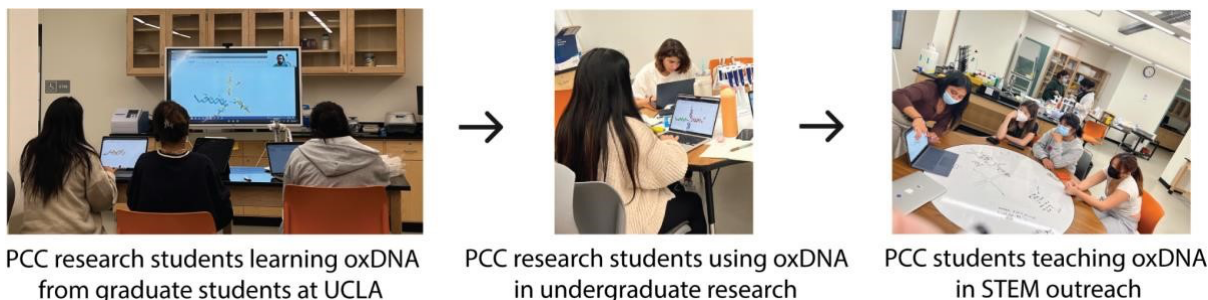 PCC research students learning oxDNA
from graduate students at UCLA
PCC research students using oxDNA
in undergraduate research
PCC students teaching oxDNA
in STEM outreach